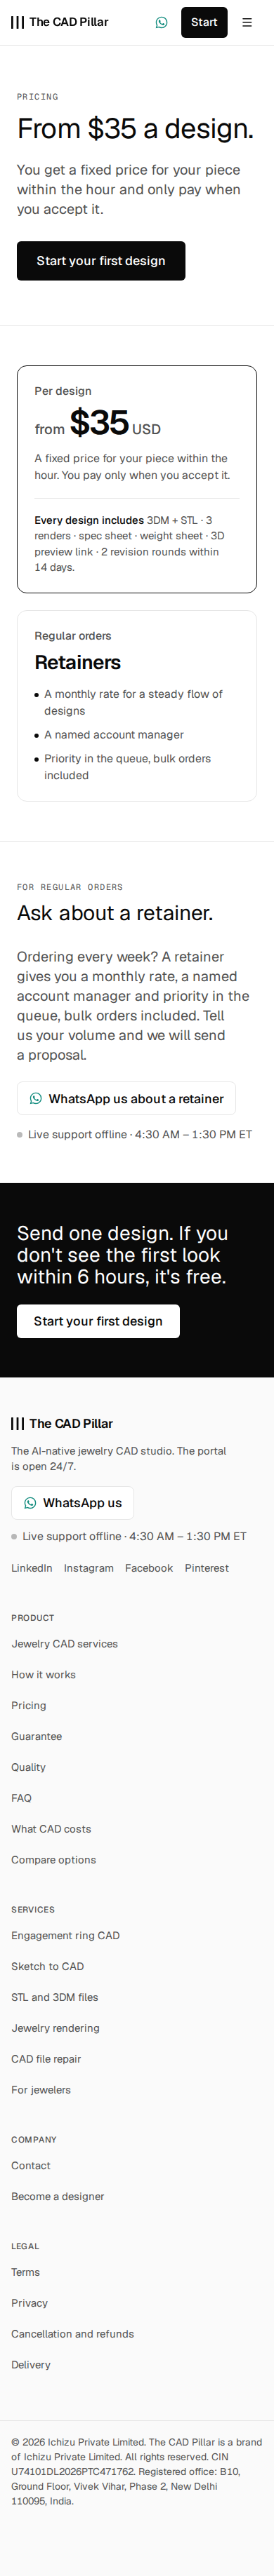 The CAD Pillar
Start
PRICING
From $35 a design.
You get a fixed price for your piece
within the hour and only pay when
you accept it.
Start your first design
Per design
from $35 USD
A fixed price for your piece within the
hour. You pay only when you accept it.
Every design includes 3DM + STL · 3
renders · spec sheet · weight sheet · 3D
preview link · 2 revision rounds within
14 days.
Regular orders
Retainers
A monthly rate for a steady flow of
designs
A named account manager
Priority in the queue, bulk orders
included
FOR REGULAR ORDERS
Ask about a retainer.
Ordering every week? A retainer
gives you a monthly rate, a named
account manager and priority in the
queue, bulk orders included. Tell
us your volume and we will send
a proposal.
WhatsApp us about a retainer
Live support offline · 4:30 AM – 1:30 PM ET
Send one design. If you
don't see the first look
within 6 hours, it's free.
Start your first design
The CAD Pillar
The AI-native jewelry CAD studio. The portal
is open 24/7.
WhatsApp us
Live support offline · 4:30 AM – 1:30 PM ET
LinkedIn Instagram Facebook Pinterest
PRODUCT
Jewelry CAD services
How it works
Pricing
Guarantee
Quality
FAQ
What CAD costs
Compare options
SERVICES
Engagement ring CAD
Sketch to CAD
STL and 3DM files
Jewelry rendering
CAD file repair
For jewelers
COMPANY
Contact
Become a designer
LEGAL
Terms
Privacy
Cancellation and refunds
Delivery
© 2026 Ichizu Private Limited. The CAD Pillar is a brand
of Ichizu Private Limited. All rights reserved. CIN
U74101DL2026PTC471762. Registered office: B10,
Ground Floor, Vivek Vihar, Phase 2, New Delhi
110095, India.